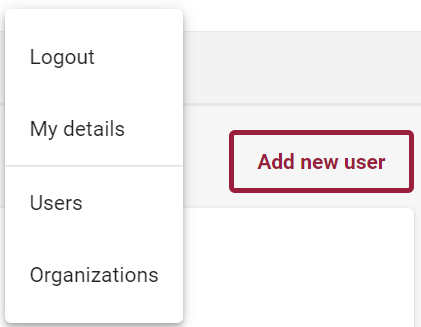 Logout
My details
Add new user
Users
Organizations